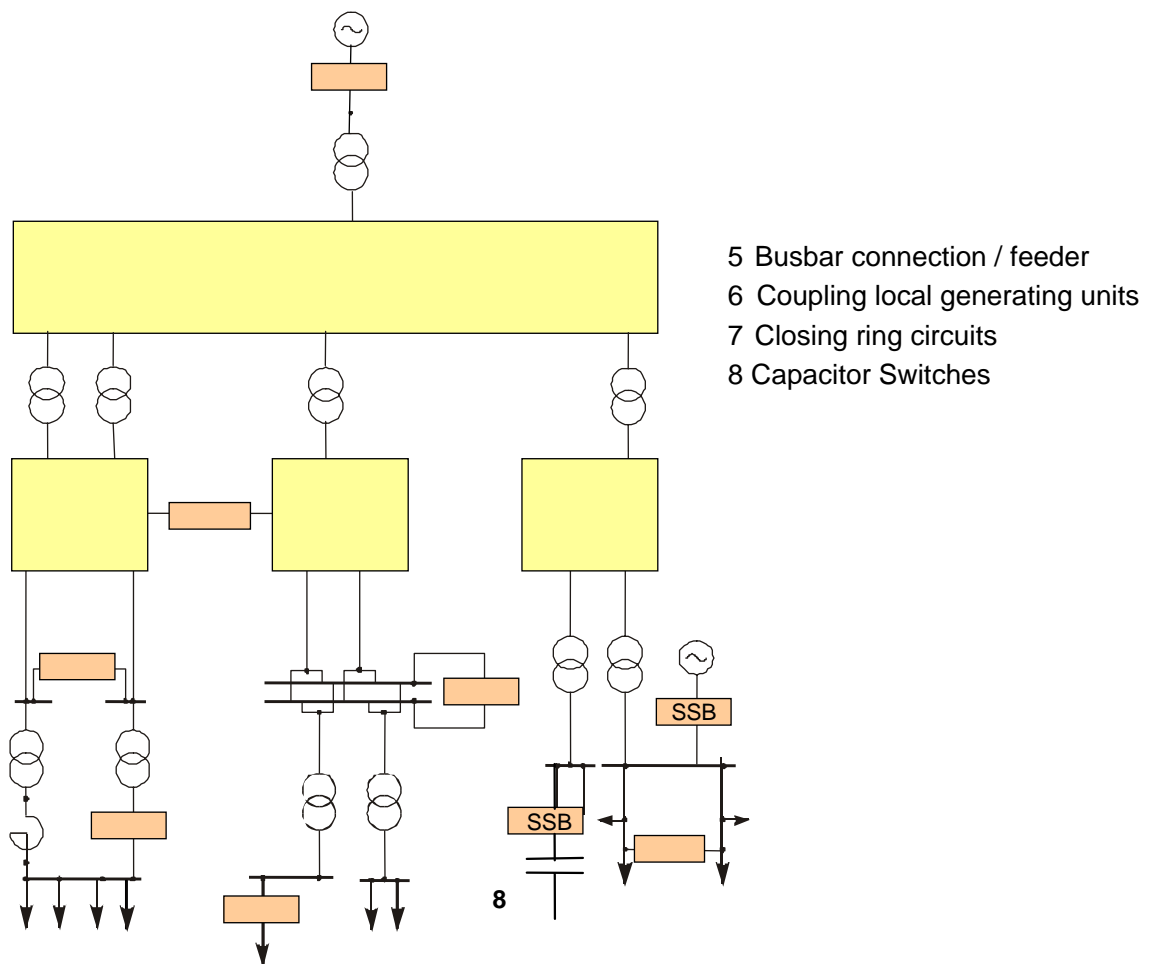 5 Busbar connection / feeder
6 Coupling local generating units
7 Closing ring circuits
8 Capacitor Switches
SSB
SSB
8